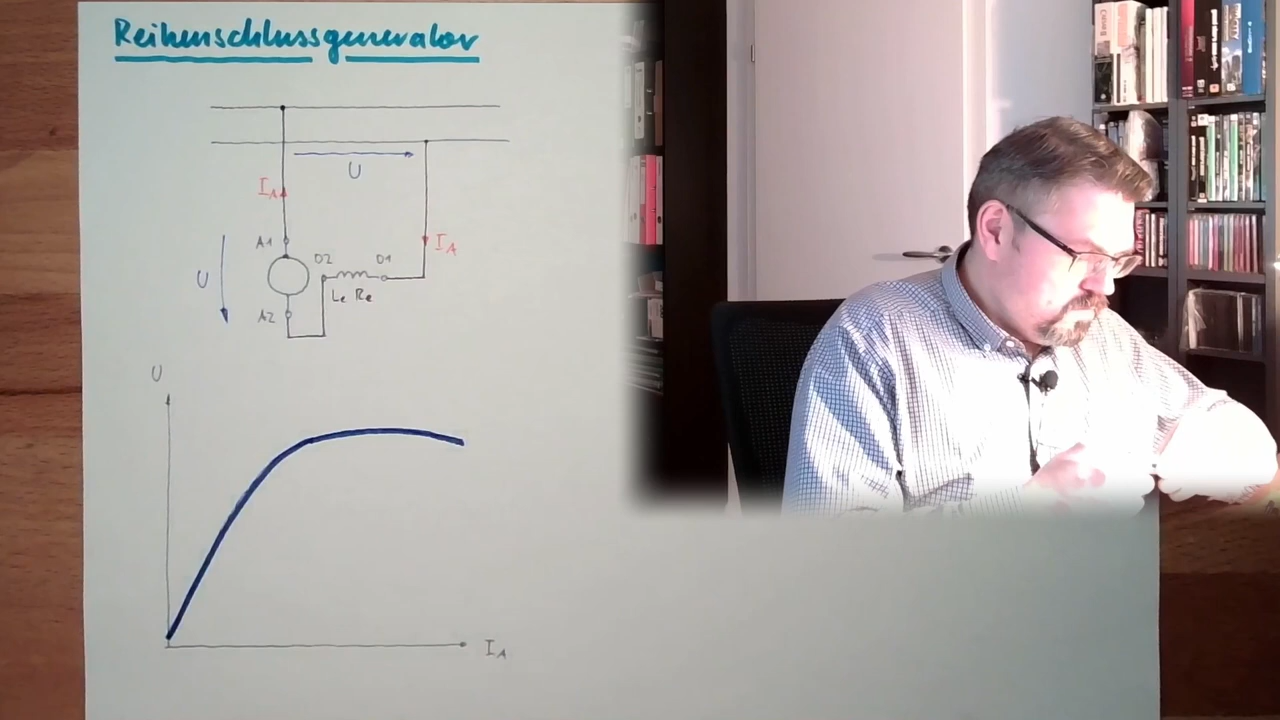 Reihenschlussgenerator
U
I_A
A1
I_A
D2
D1
U
Le Re
A2
U
I_A